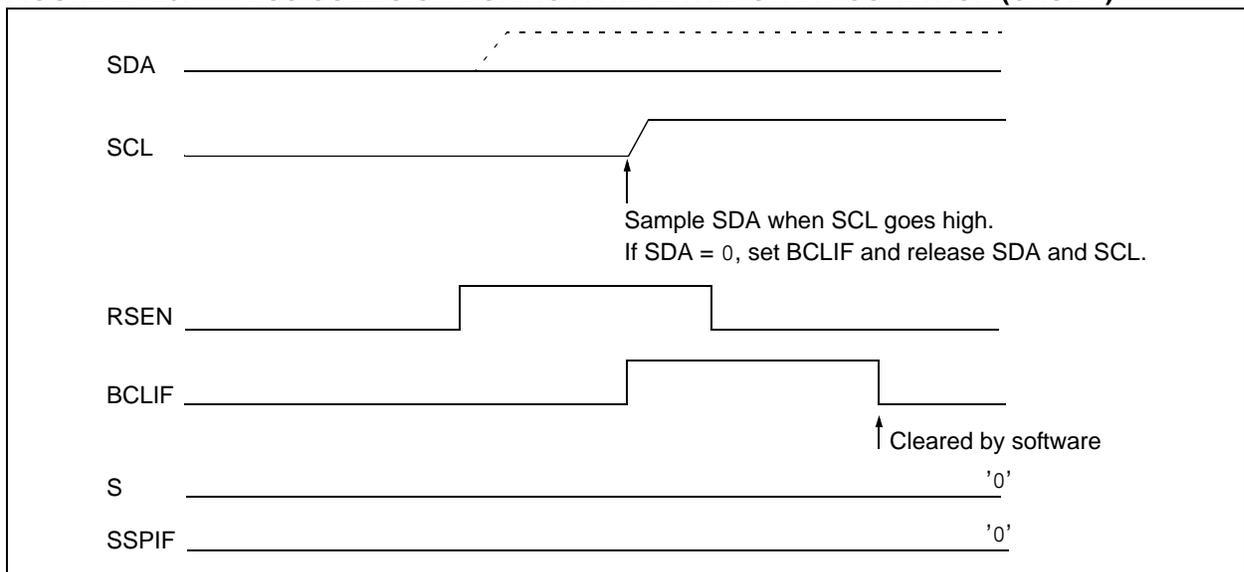 SDA
SCL
Sample SDA when SCL goes high.
If SDA = 0, set BCLIF and release SDA and SCL.
RSEN
BCLIF
Cleared by software
S
'0'
SSPIF
'0'